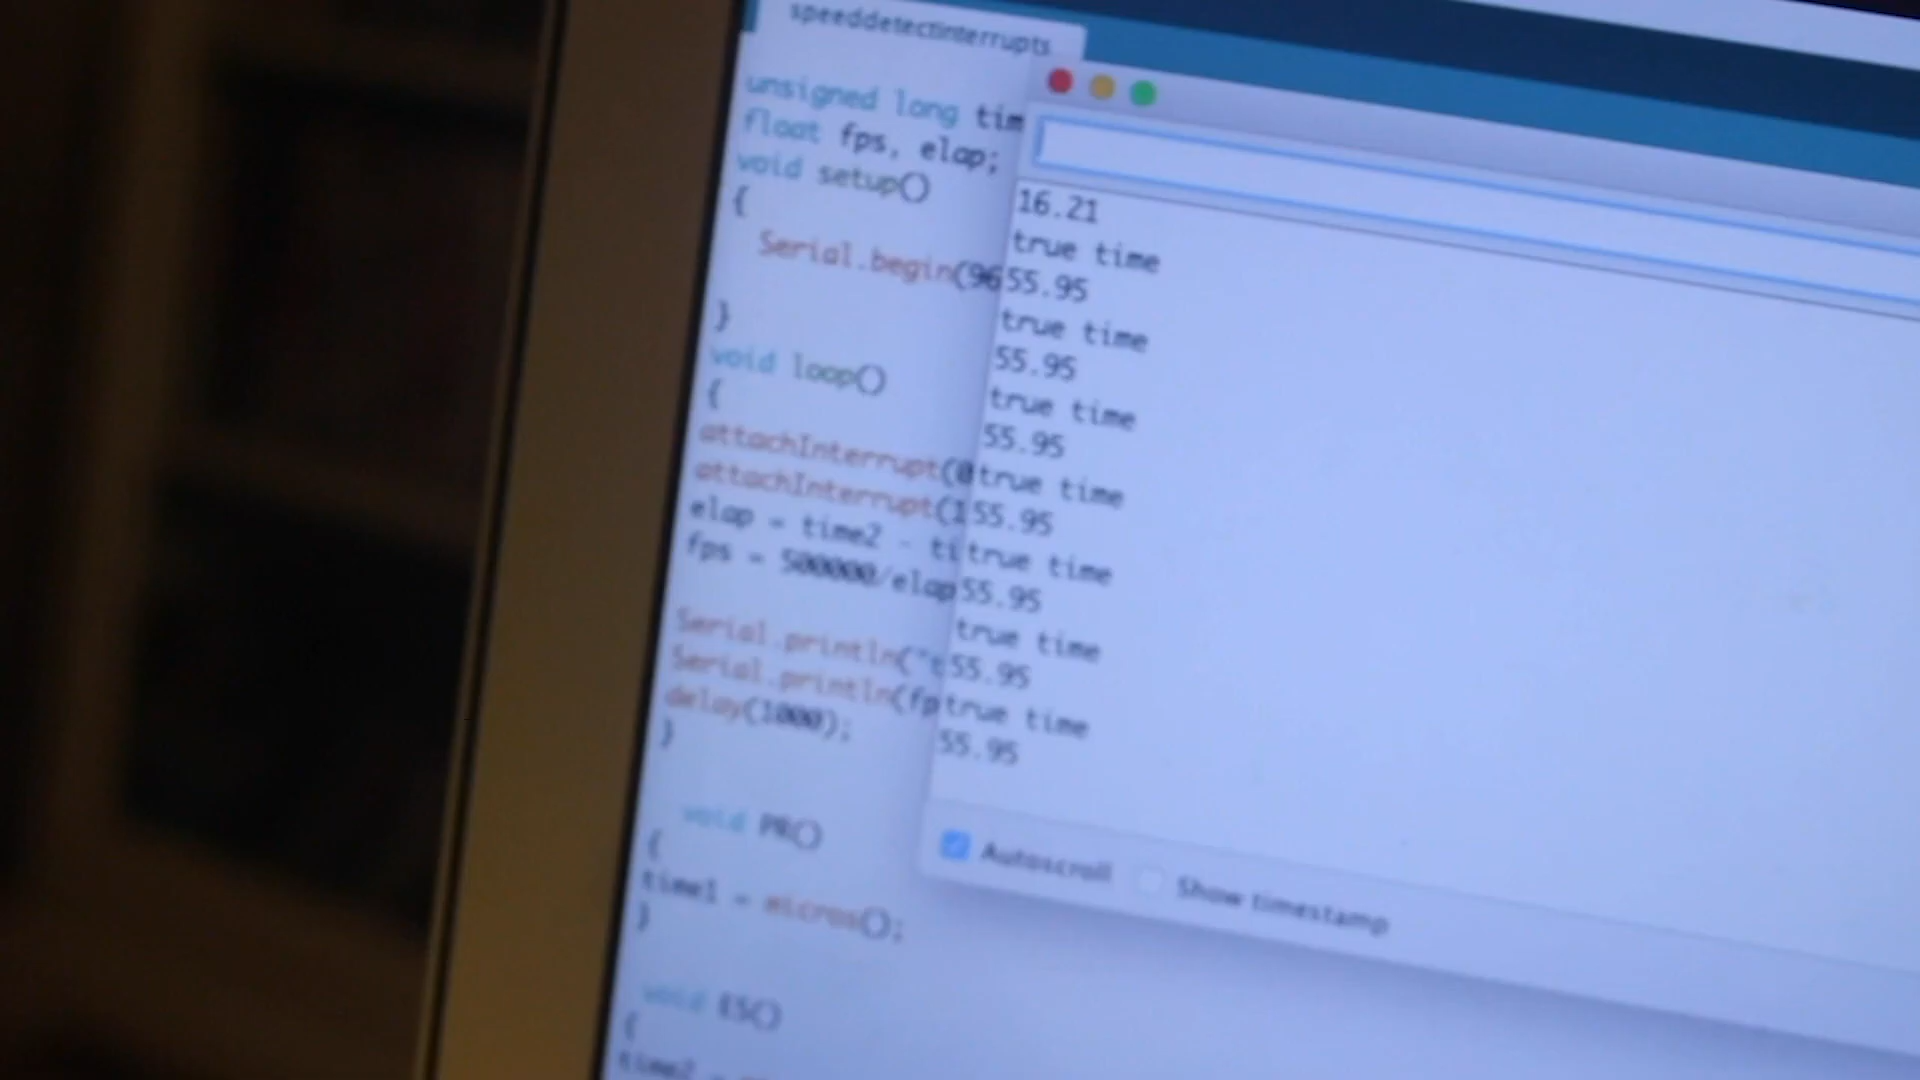 speeddetectinterrupts
unsigned long tim
float fps, elap;
void setup()
{
Serial.begin(96
}
void loop()
{
attachInterrupt(0
attachInterrupt(1
elap = time2 - ti
fps = 500000/elap
Serial.println("t
Serial.println(fp
delay(1000);
}
void PR()
{
time1 = micros();
}
void ES()
{
time2 =
16.21
true time
55.95
true time
55.95
true time
55.95
true time
55.95
true time
55.95
true time
55.95
true time
55.95
Autoscroll
Show timestamp